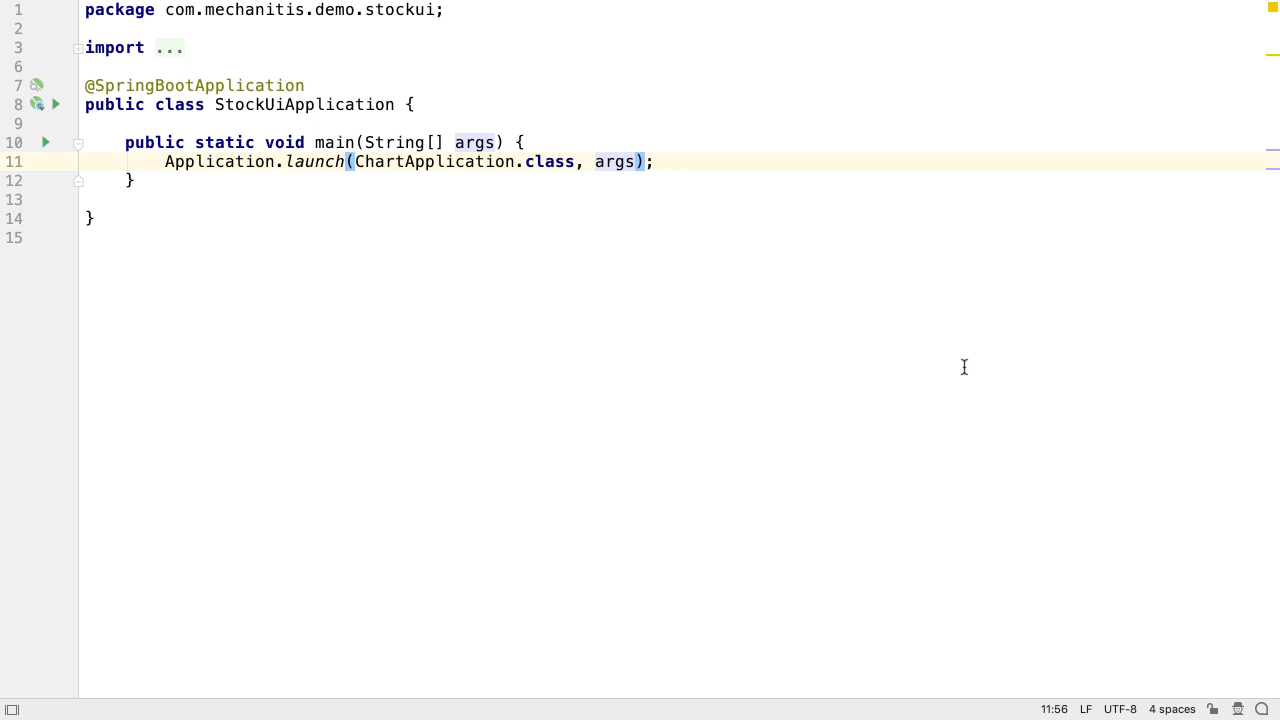 1 package com.mechanitis.demo.stockui;
2
3 import ...
6
7 @SpringBootApplication
8 public class StockUiApplication {
9
10 public static void main(String[] args) {
11 Application.launch(ChartApplication.class, args);
12 }
13
14 }
15
11:56 LF UTF-8 4 spaces